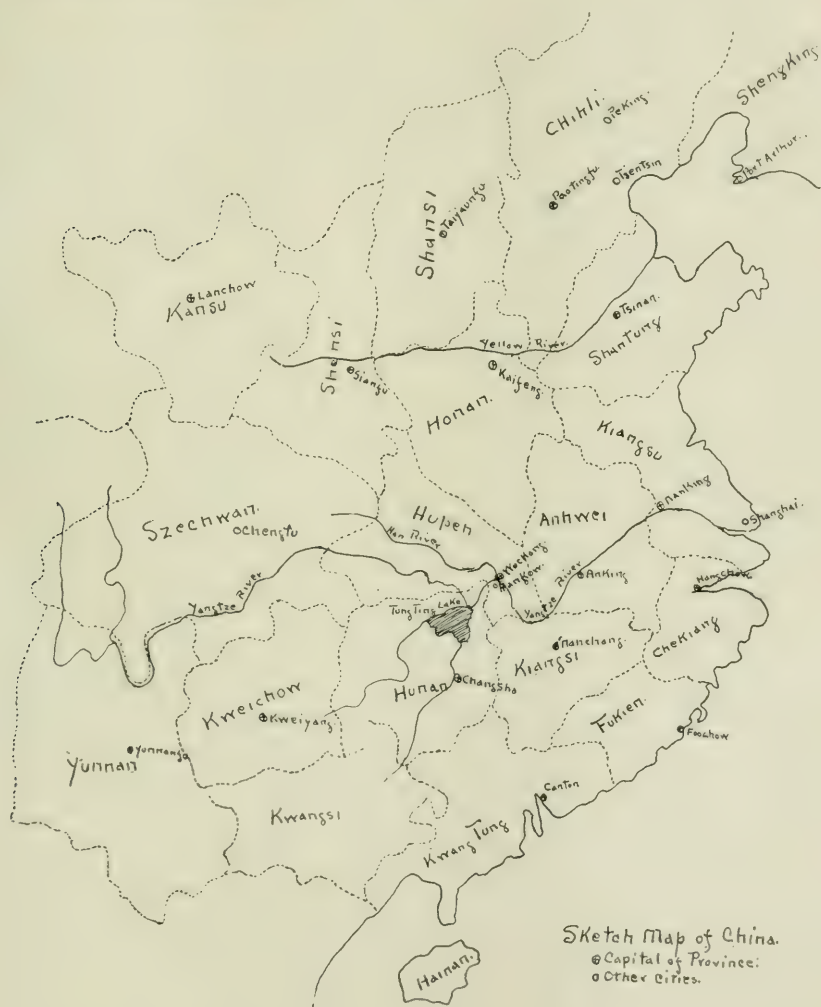 ShengKing.
CHihli.
PeKing.
Tientsin
Port Arthur.
Paotingfu.
Shansi
Taiyuanfu
Lanchow
Kansu
Tsinan.
Shantung
Shensi
Yellow River.
Sianfu
Kaifeng.
Honan.
Kiangsu
Szechwan.
Chengtu
Hupeh
Han River
Anhwei
NanKing
Shanghai.
Wuchang
Hankow.
AnKing
Hangchow
Yangtze River
Yangtze River
Tung Ting Lake
Nanchang.
Kiangsi
CheKiang
Hunan
Changsha
Kweichow
Kweiyang
Fukien.
Foochow
Yunnan
Yunnanfu
Kwangsi
Canton
Kwang Tung
Hainan.
Sketch Map of China.
Capital of Province.
Other cities.